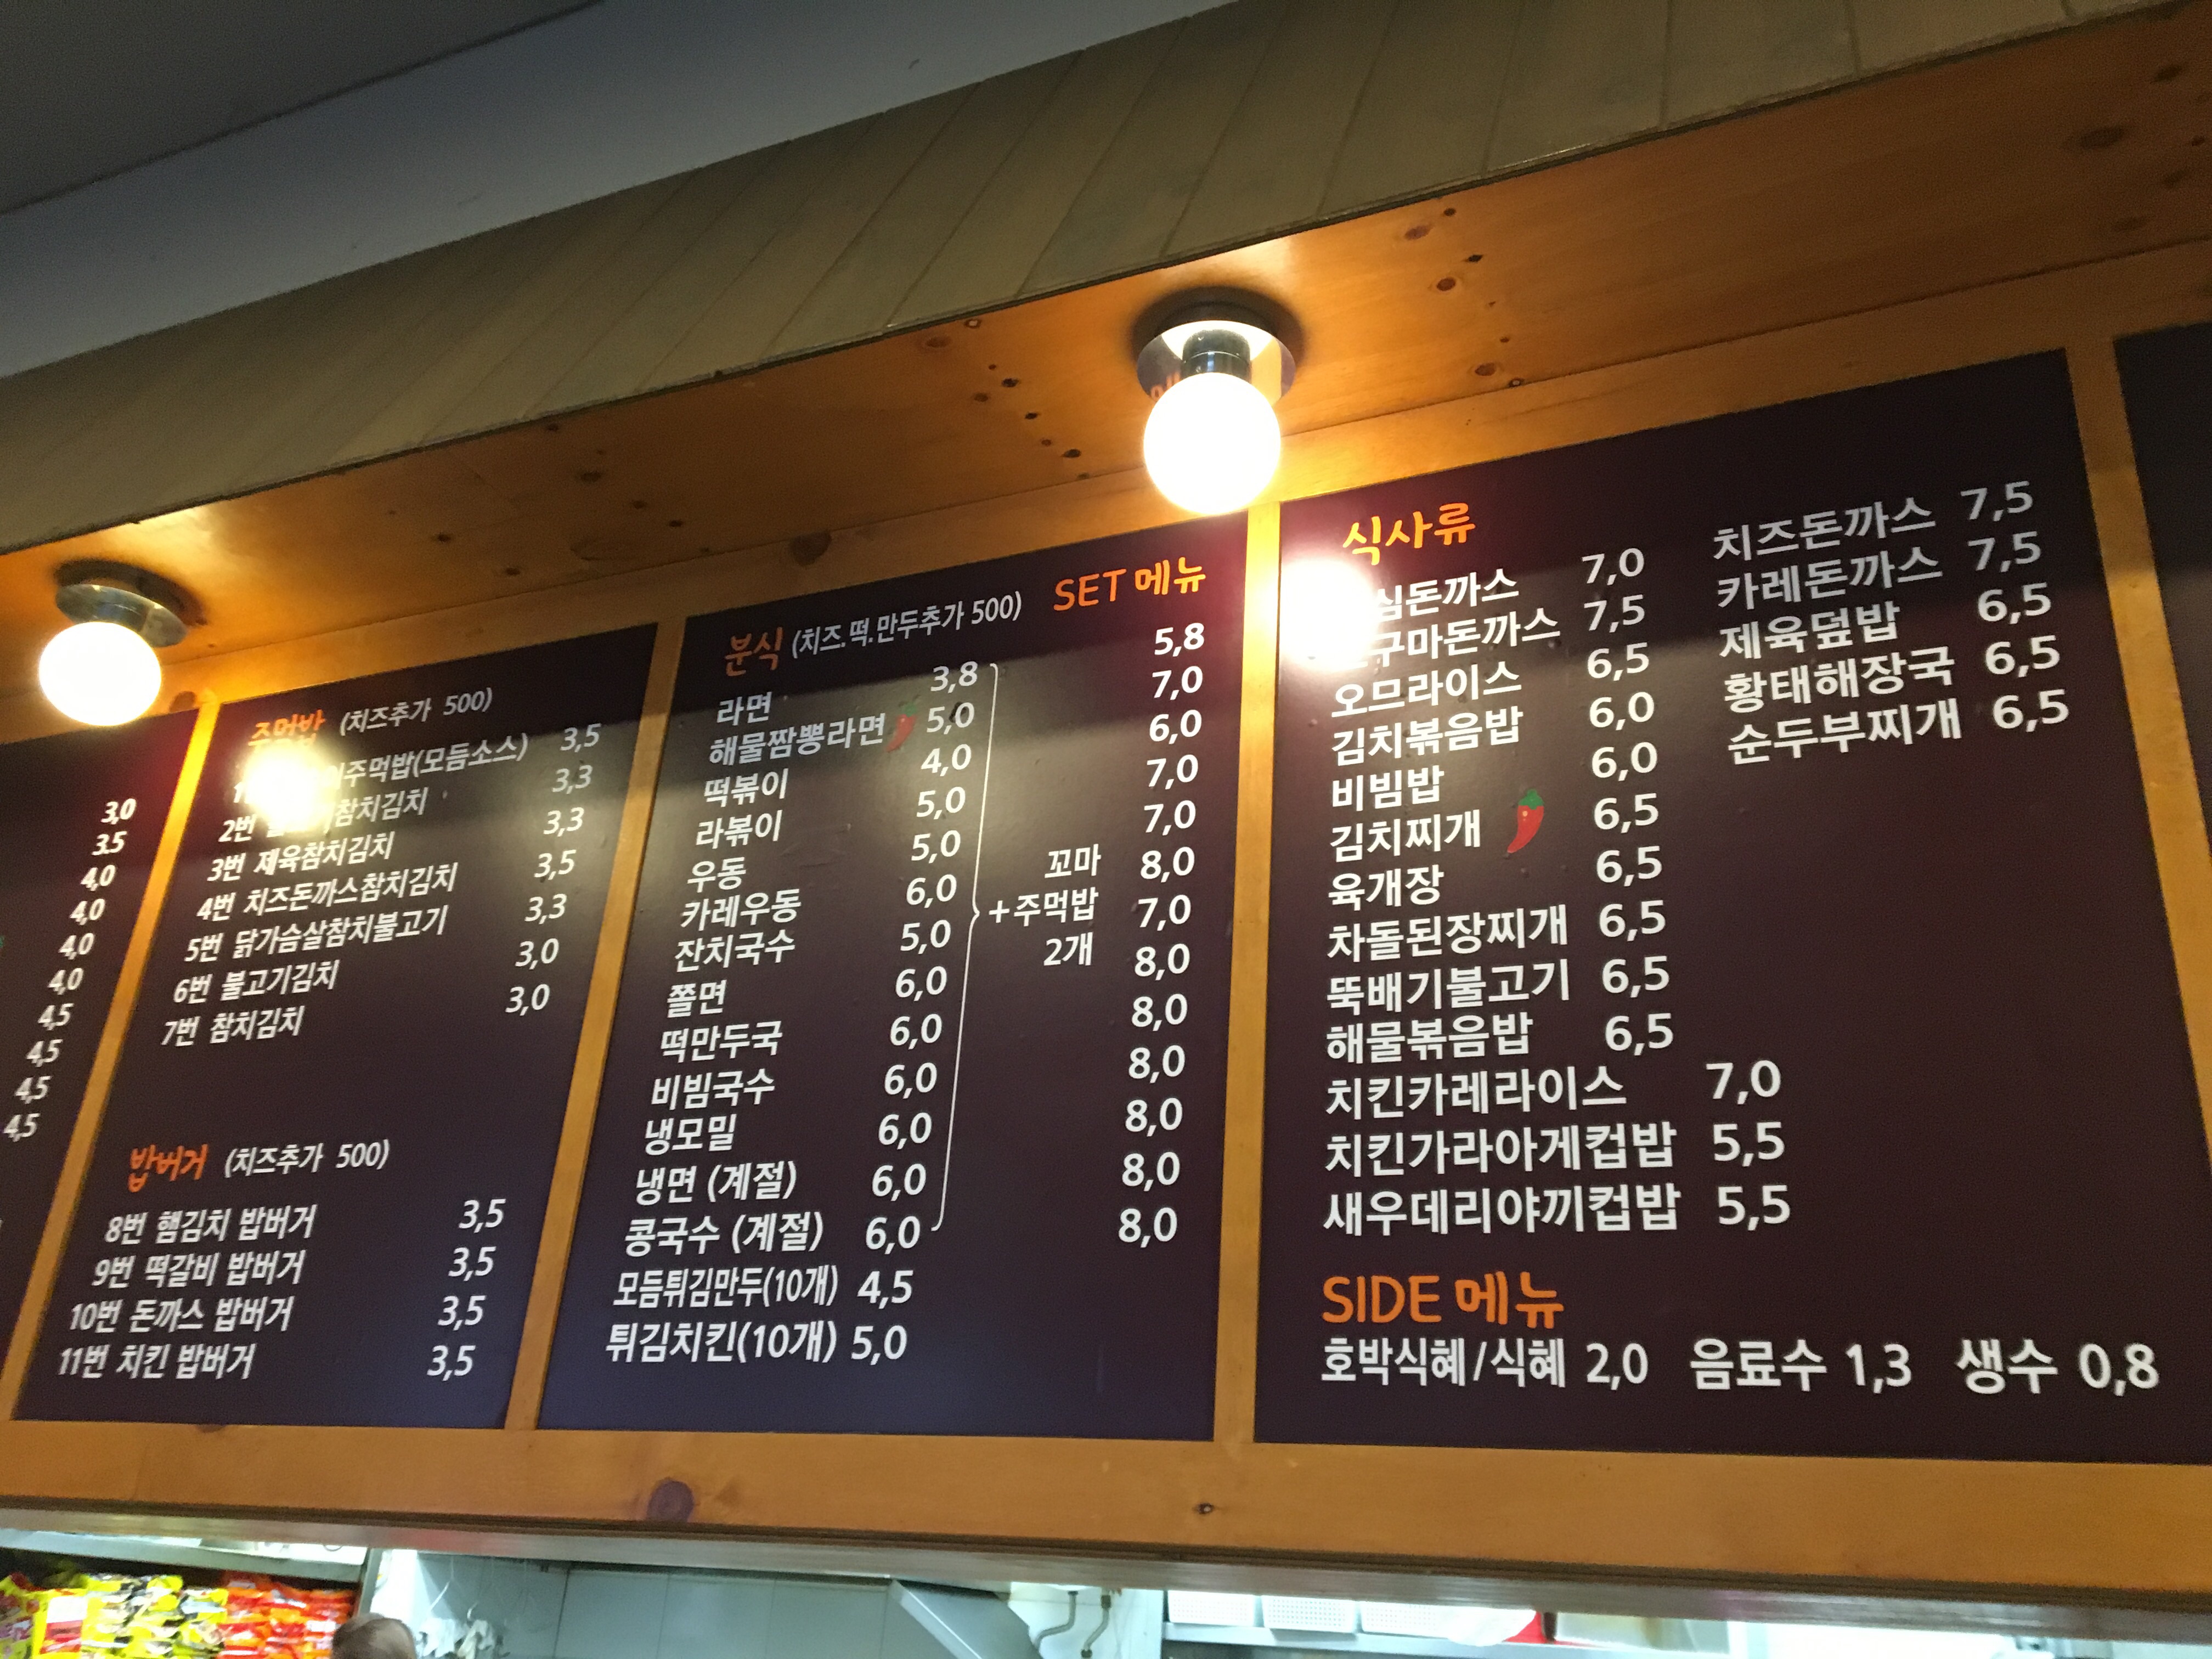 3,0
3.5
4,0
4,0
4,0
4,0
4,5
4,5
4,5
4,5
주먹밥 (치즈추가 500)
주먹밥(모듬소스) 3,5
2번 참치김치 3,3
3번 제육참치김치 3,3
4번 치즈돈까스참치김치 3,5
5번 닭가슴살참치불고기 3,3
6번 불고기김치 3,0
7번 참치김치 3,0
밥버거 (치즈추가 500)
8번 햄김치 밥버거 3,5
9번 떡갈비 밥버거 3,5
10번 돈까스 밥버거 3,5
11번 치킨 밥버거 3,5
분식 (치즈.떡.만두추가 500) SET 메뉴
라면 3,8 5,8
해물짬뽕라면 5,0 7,0
떡볶이 4,0 6,0
라볶이 5,0 7,0
우동 5,0 7,0
카레우동 6,0 8,0
잔치국수 5,0 7,0
쫄면 6,0 8,0
떡만두국 6,0 8,0
비빔국수 6,0 8,0
냉모밀 6,0 8,0
냉면 (계절) 6,0 8,0
콩국수 (계절) 6,0 8,0
꼬마
+주먹밥
2개
모듬튀김만두(10개) 4,5
튀김치킨(10개) 5,0
식사류
심돈까스 7,0
구마돈까스 7,5
오므라이스 6,5
김치볶음밥 6,0
비빔밥 6,0
김치찌개 6,5
육개장 6,5
차돌된장찌개 6,5
뚝배기불고기 6,5
해물볶음밥 6,5
치킨카레라이스 7,0
치킨가라아게컵밥 5,5
새우데리야끼컵밥 5,5
치즈돈까스 7,5
카레돈까스 7,5
제육덮밥 6,5
황태해장국 6,5
순두부찌개 6,5
SIDE 메뉴
호박식혜/식혜 2,0 음료수 1,3 생수 0,8